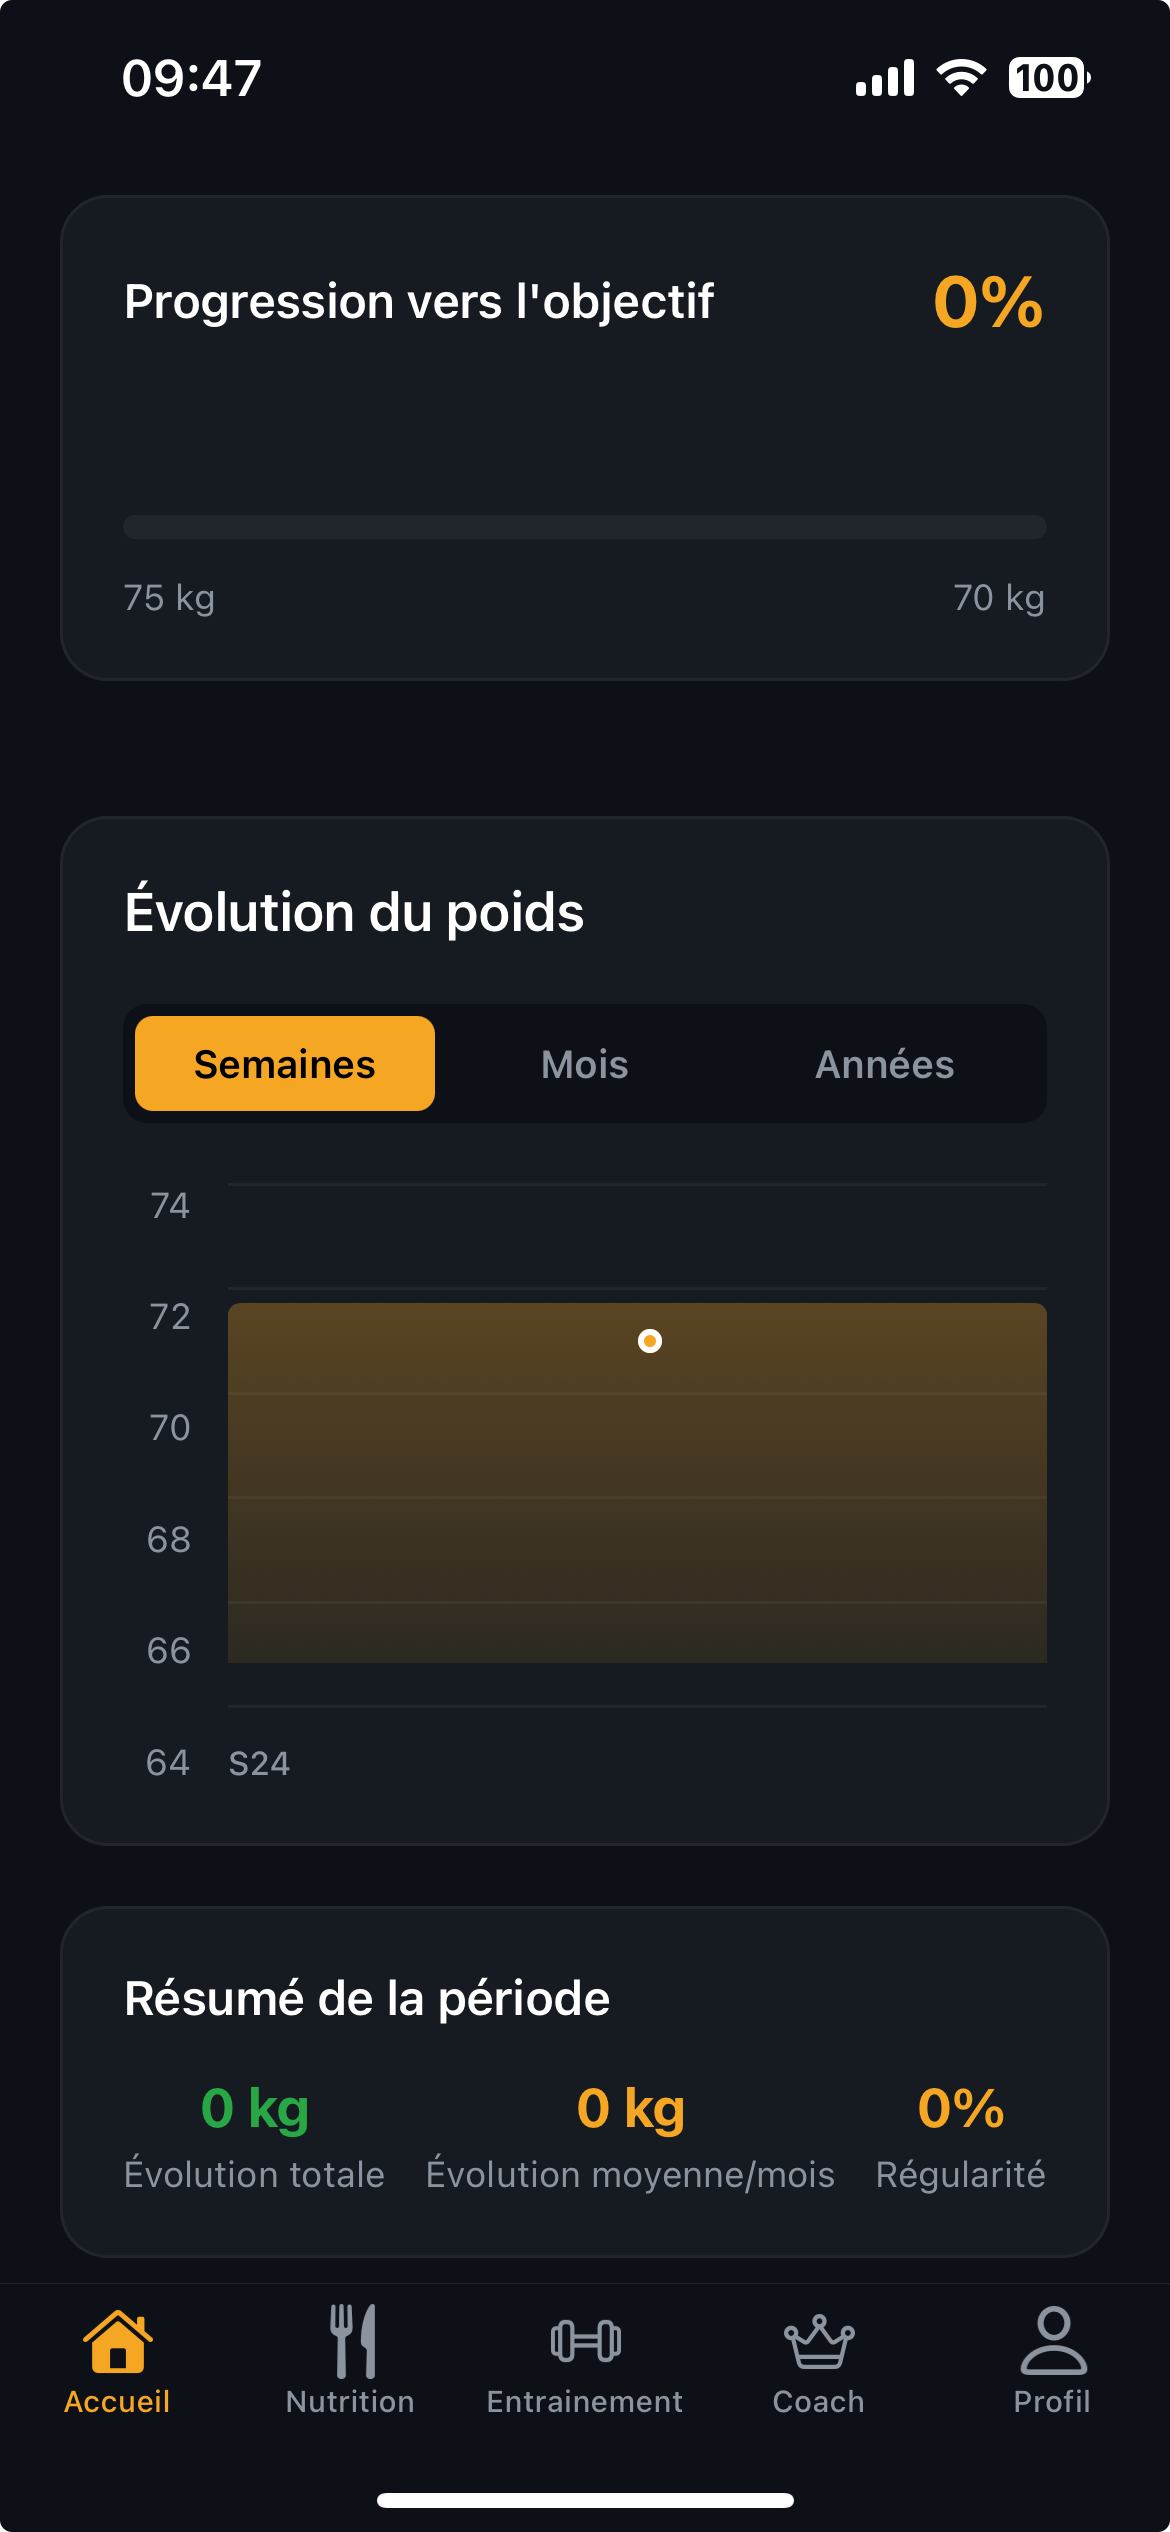 09:47
100
Progression vers l'objectif
0%
75 kg
70 kg
Évolution du poids
Semaines
Mois
Années
74
72
70
68
66
64
S24
Résumé de la période
0 kg
0 kg
0%
Évolution totale
Évolution moyenne/mois
Régularité
Accueil
Nutrition
Entrainement
Coach
Profil